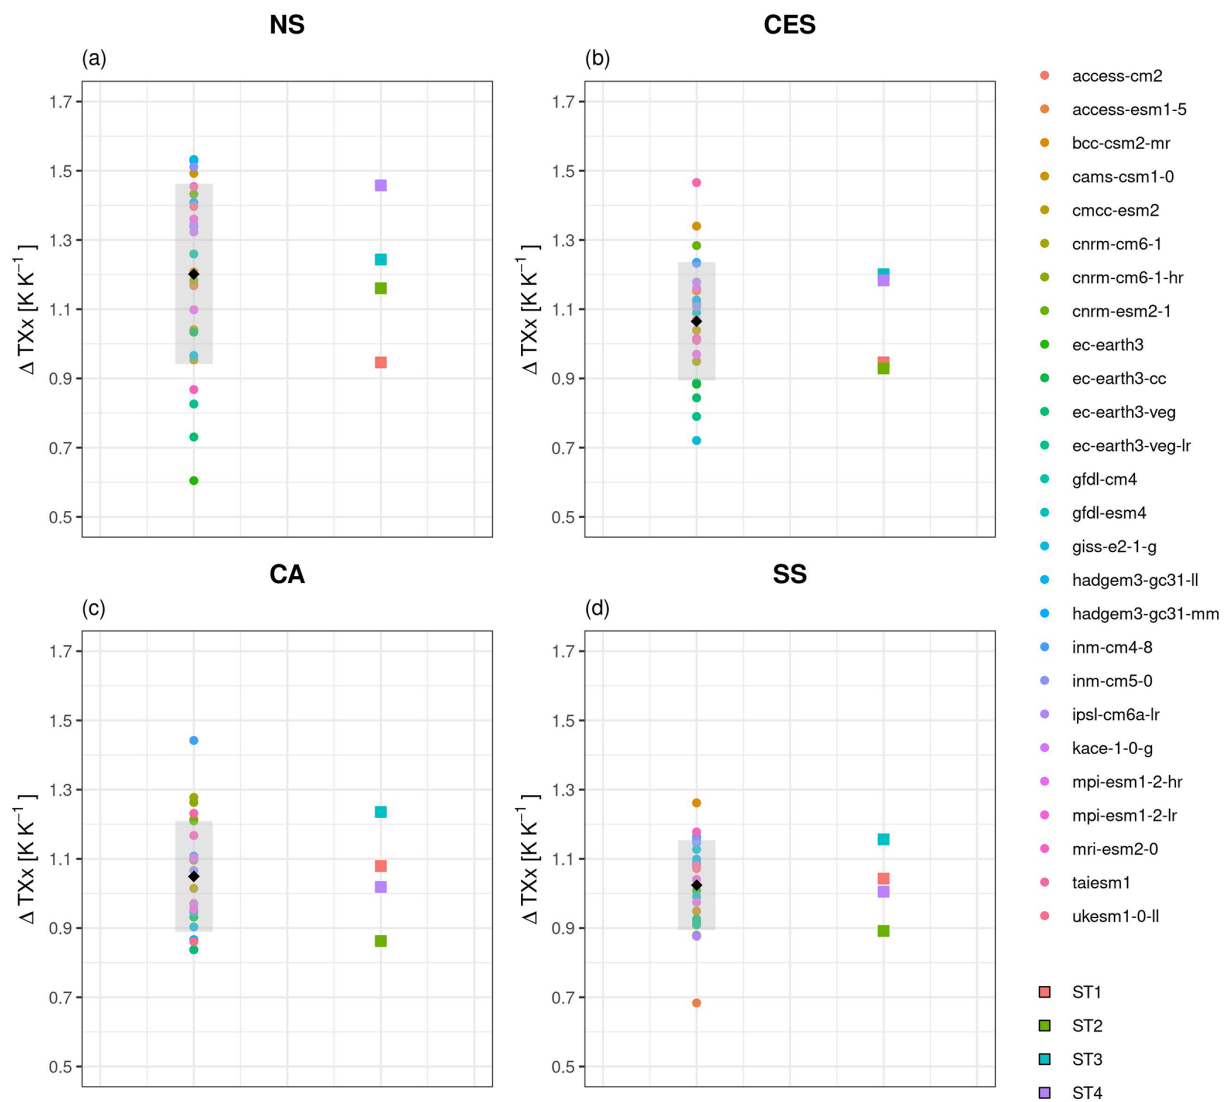 NS
CES
(a)
(b)
1.7
1.5
1.3
1.1
0.9
0.7
0.5
Δ TXx [K K⁻¹ ]
1.7
1.5
1.3
1.1
0.9
0.7
0.5
Δ TXx [K K⁻¹ ]
CA
SS
(c)
(d)
1.7
1.5
1.3
1.1
0.9
0.7
0.5
Δ TXx [K K⁻¹ ]
1.7
1.5
1.3
1.1
0.9
0.7
0.5
Δ TXx [K K⁻¹ ]
access-cm2
access-esm1-5
bcc-csm2-mr
cams-csm1-0
cmcc-esm2
cnrm-cm6-1
cnrm-cm6-1-hr
cnrm-esm2-1
ec-earth3
ec-earth3-cc
ec-earth3-veg
ec-earth3-veg-lr
gfdl-cm4
gfdl-esm4
giss-e2-1-g
hadgem3-gc31-ll
hadgem3-gc31-mm
inm-cm4-8
inm-cm5-0
ipsl-cm6a-lr
kace-1-0-g
mpi-esm1-2-hr
mpi-esm1-2-lr
mri-esm2-0
taiesm1
ukesm1-0-ll
ST1
ST2
ST3
ST4